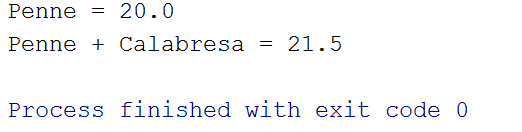 Penne = 20.0
Penne + Calabresa = 21.5
Process finished with exit code 0